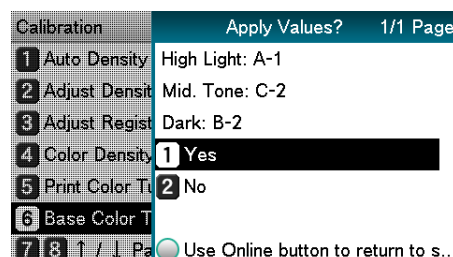 Calibration
1 Auto Density
2 Adjust Densit
3 Adjust Regist
4 Color Density
5 Print Color Tu
6 Base Color T
7 8 ↑ / ↓ Pa
Apply Values? 1/1 Page
High Light: A-1
Mid. Tone: C-2
Dark: B-2
1 Yes
2 No
Use Online button to return to s..